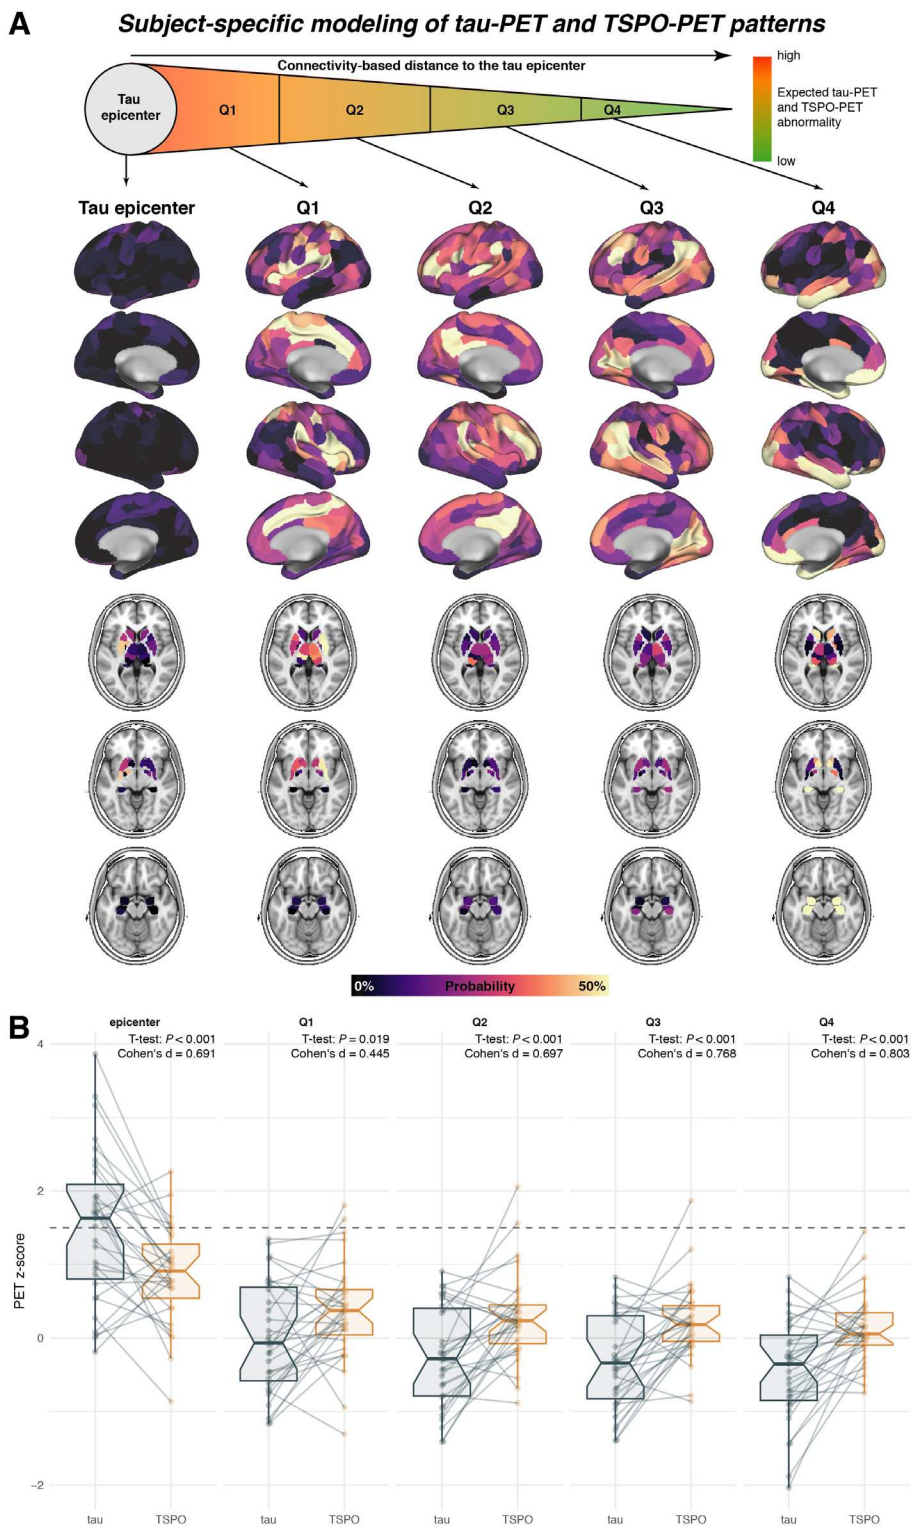 A
Subject-specific modeling of tau-PET and TSPO-PET patterns
Connectivity-based distance to the tau epicenter
Tau
epicenter
Q1
Q2
Q3
Q4
high
Expected tau-PET
and TSPO-PET
abnormality
low
Tau epicenter
Q1
Q2
Q3
Q4
0%
Probability
50%
B
epicenter
T-test: P < 0.001
Cohen's d = 0.691
Q1
T-test: P = 0.019
Cohen's d = 0.445
Q2
T-test: P < 0.001
Cohen's d = 0.697
Q3
T-test: P < 0.001
Cohen's d = 0.768
Q4
T-test: P < 0.001
Cohen's d = 0.803
PET z-score
4
2
0
−2
tau
TSPO
tau
TSPO
tau
TSPO
tau
TSPO
tau
TSPO